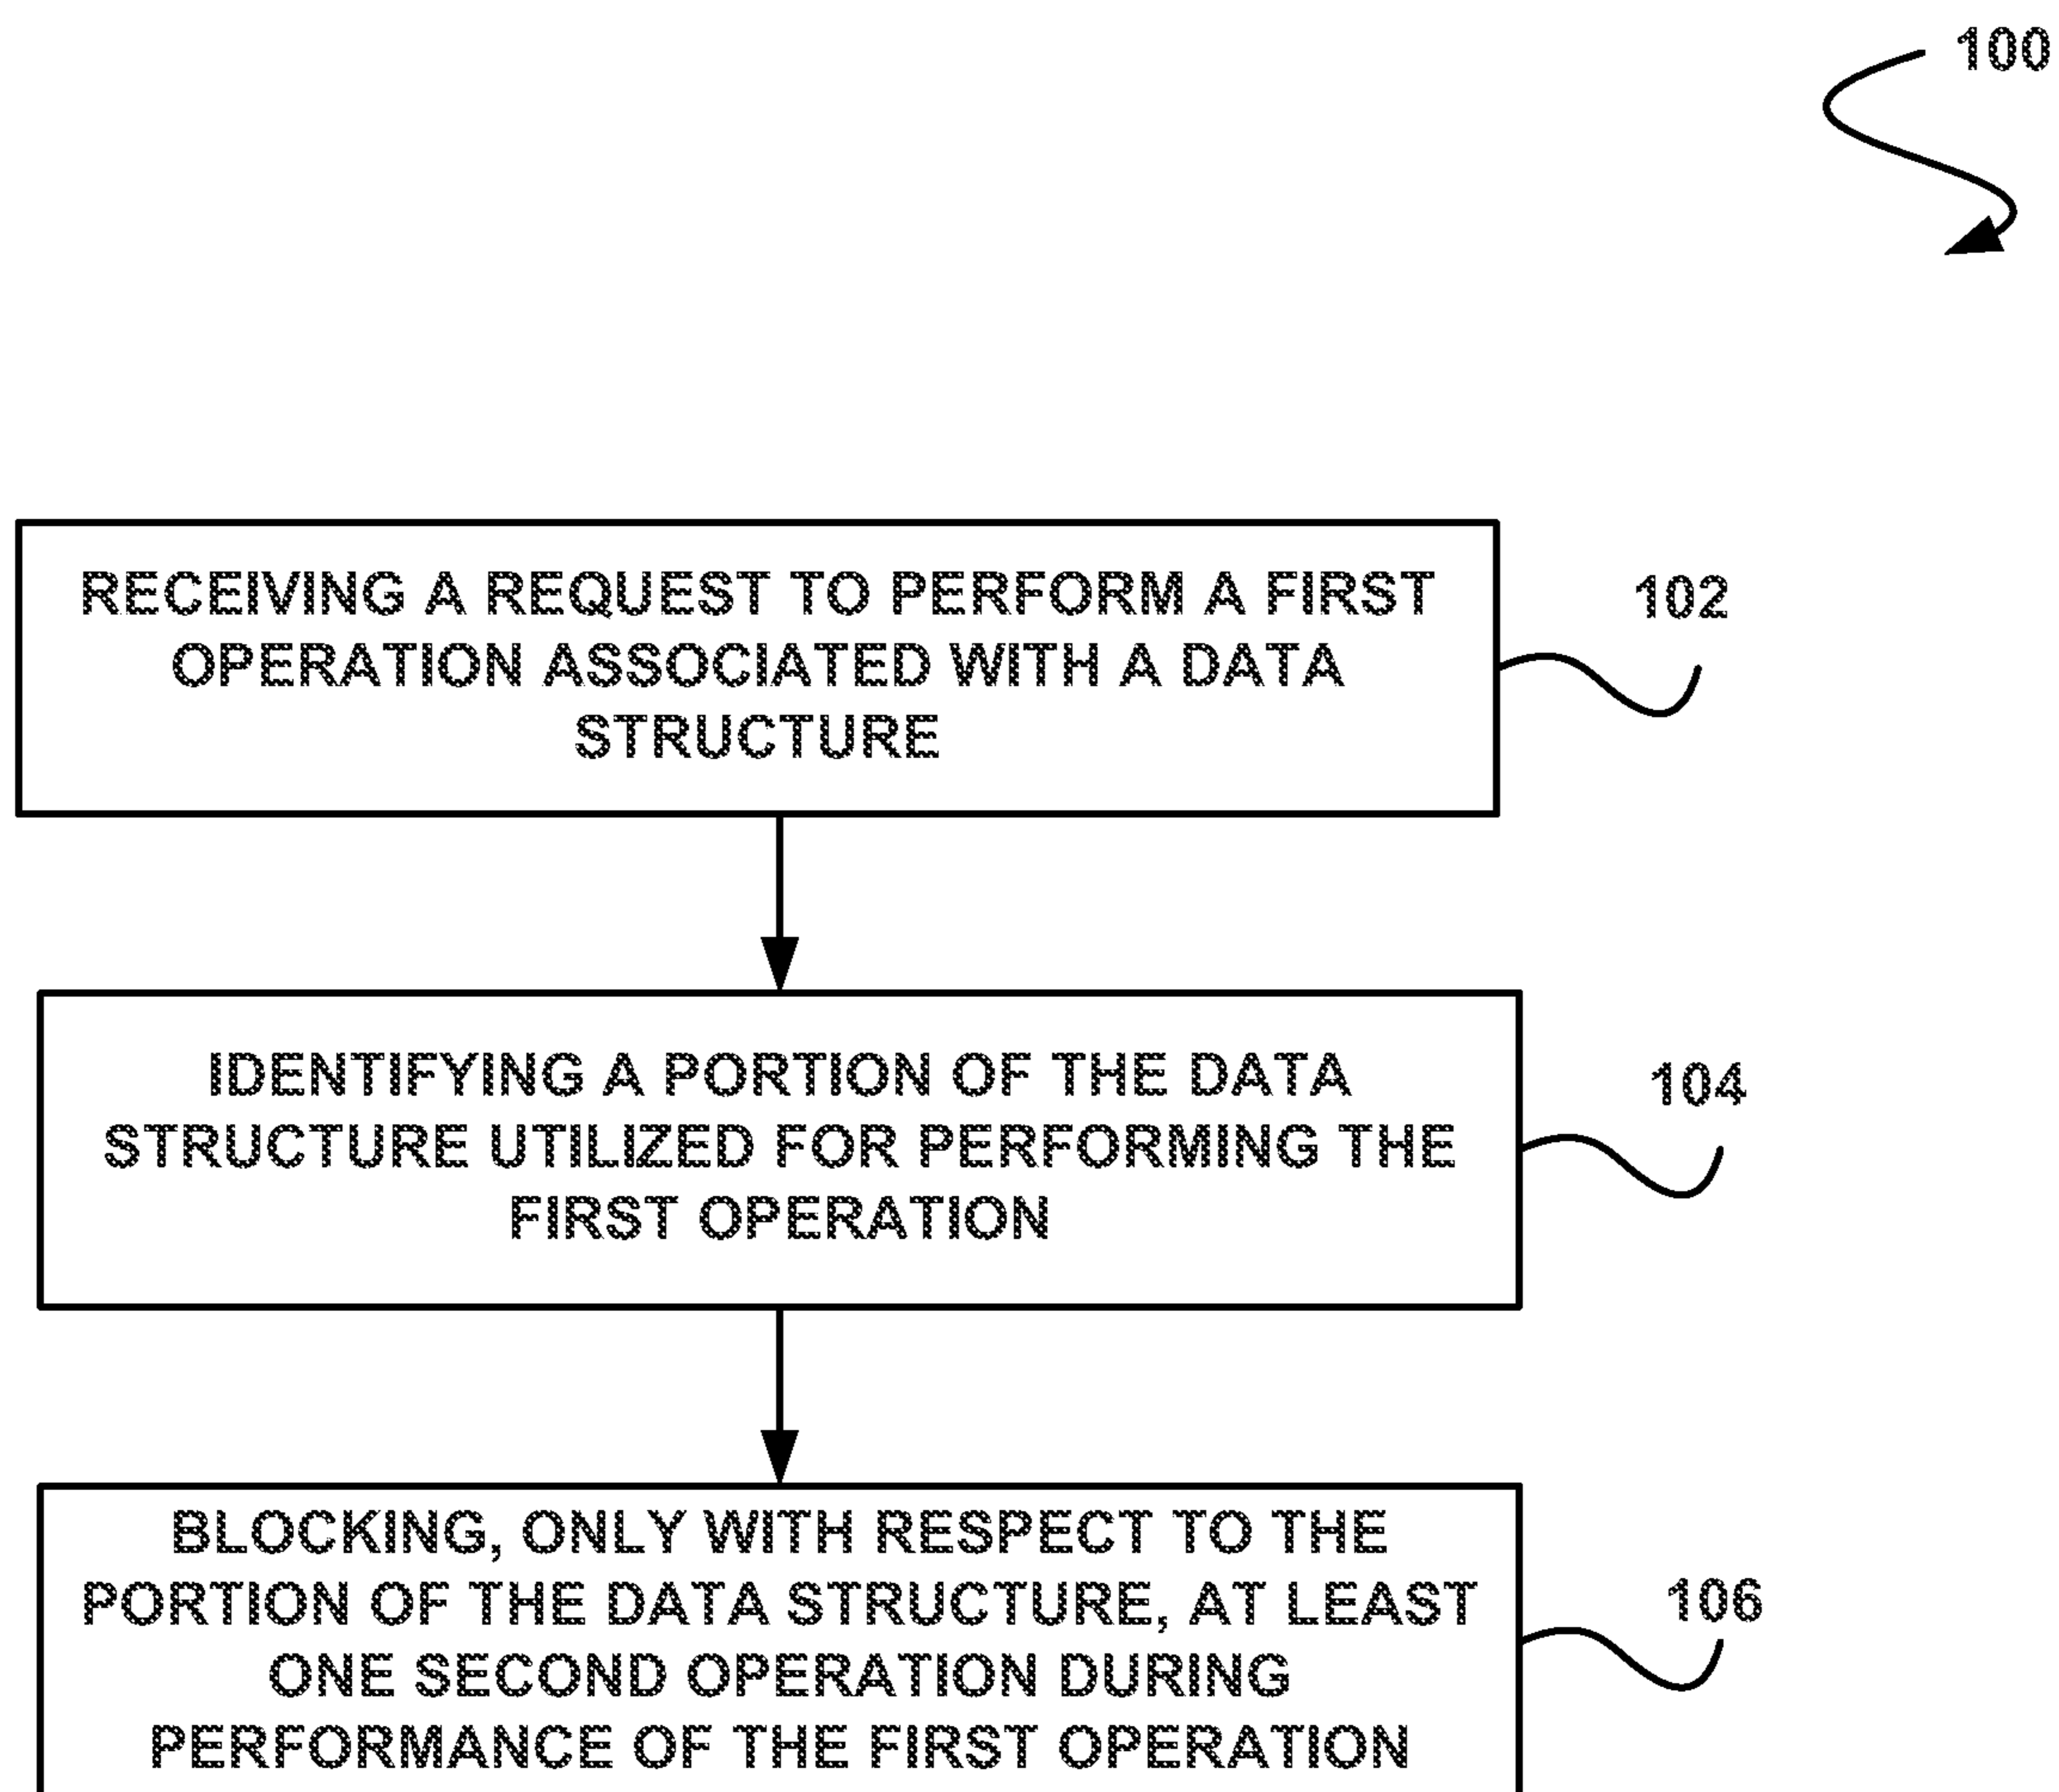 100
RECEIVING A REQUEST TO PERFORM A FIRST
OPERATION ASSOCIATED WITH A DATA
STRUCTURE
102
IDENTIFYING A PORTION OF THE DATA
STRUCTURE UTILIZED FOR PERFORMING THE
FIRST OPERATION
104
BLOCKING, ONLY WITH RESPECT TO THE
PORTION OF THE DATA STRUCTURE, AT LEAST
ONE SECOND OPERATION DURING
PERFORMANCE OF THE FIRST OPERATION
106